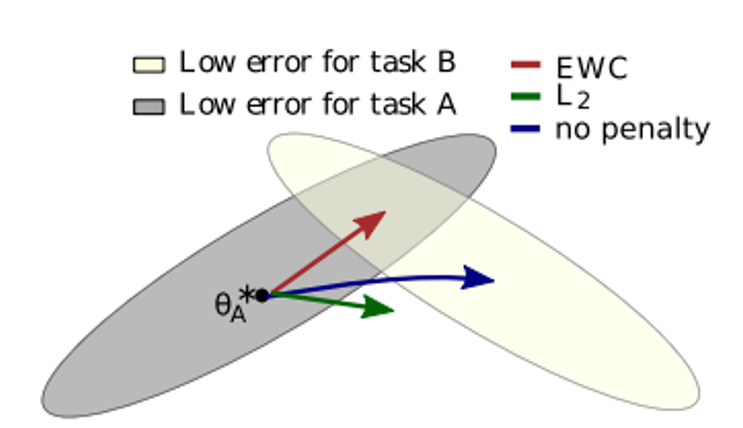 Low error for task B
Low error for task A
EWC
L2
no penalty
θA*